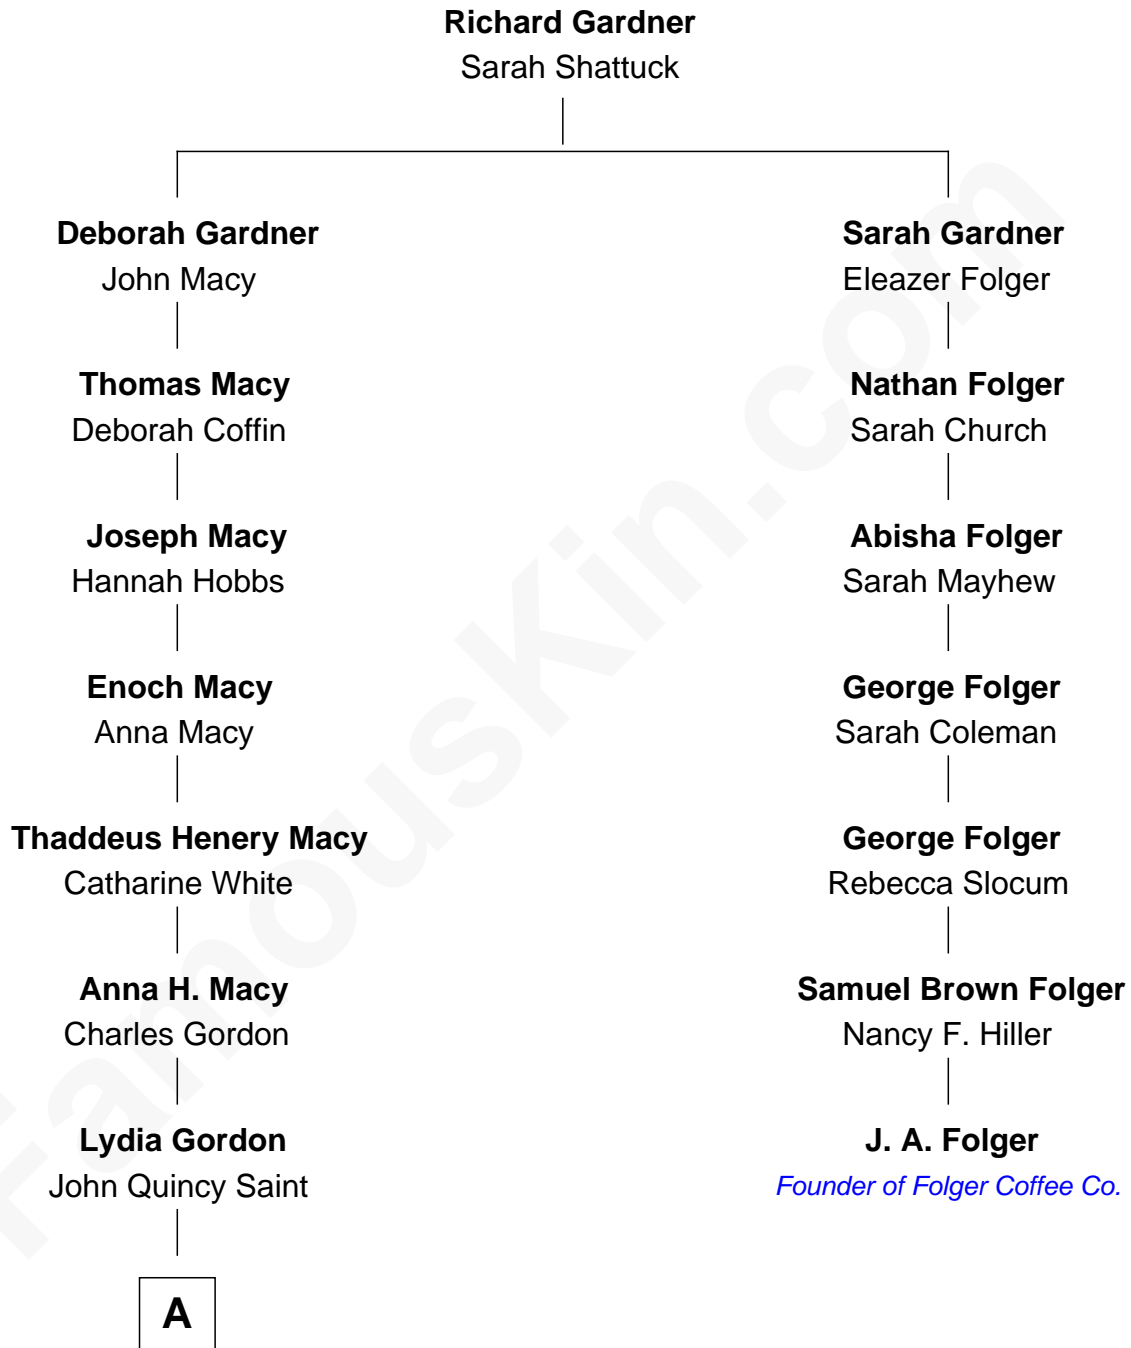 Richard Gardner
Sarah Shattuck
Deborah Gardner
John Macy
Sarah Gardner
Eleazer Folger
Thomas Macy
Deborah Coffin
Nathan Folger
Sarah Church
Joseph Macy
Hannah Hobbs
Abisha Folger
Sarah Mayhew
Enoch Macy
Anna Macy
George Folger
Sarah Coleman
Thaddeus Henery Macy
Catharine White
George Folger
Rebecca Slocum
Anna H. Macy
Charles Gordon
Samuel Brown Folger
Nancy F. Hiller
Lydia Gordon
John Quincy Saint
J. A. Folger
Founder of Folger Coffee Co.
A
FamousKin.com